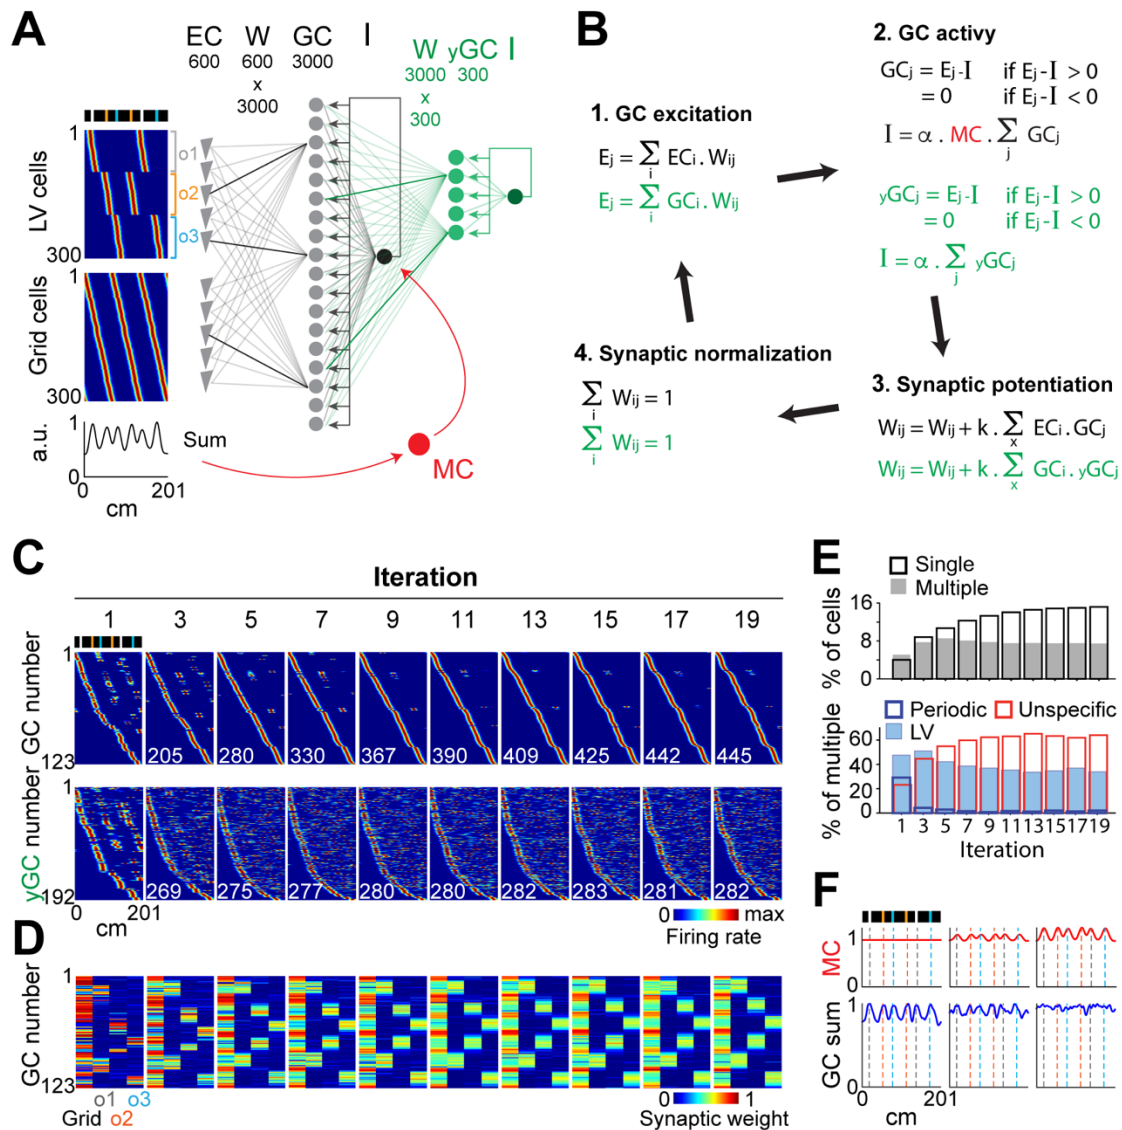 A
EC W GC I
600 600 3000
x
3000
W yGC I
3000 300
x
300
1
LV cells
300
o1
o2
o3
1
Grid cells
300
1
a.u.
0
0 201
cm
Sum
MC
B
1. GC excitation
Ej = ∑i ECi . Wij
Ej = ∑i GCi . Wij
2. GC activy
GCj = Ej-I if Ej-I > 0
= 0 if Ej-I < 0
I = α . MC . ∑j GCj
yGCj = Ej-I if Ej-I > 0
= 0 if Ej-I < 0
I = α . ∑j yGCj
3. Synaptic potentiation
Wij = Wij + k . ∑x ECi . GCj
Wij = Wij + k . ∑x GCi . yGCj
4. Synaptic normalization
∑i Wij = 1
∑i Wij = 1
C
Iteration
1 3 5 7 9 11 13 15 17 19
1
GC number
123
205 280 330 367 390 409 425 442 445
1
yGC number
192
269 275 277 280 280 282 283 281 282
0 201
cm
0 max
Firing rate
D
1
GC number
123
o1 o3
Grid o2
0 1
Synaptic weight
E
Single
Multiple
16
8
0
% of cells
Periodic Unspecific
LV
60
40
20
0
% of multiple
1 3 5 7 9 11 13 15 17 19
Iteration
F
1
MC
0
1
GC sum
0
0 201
cm